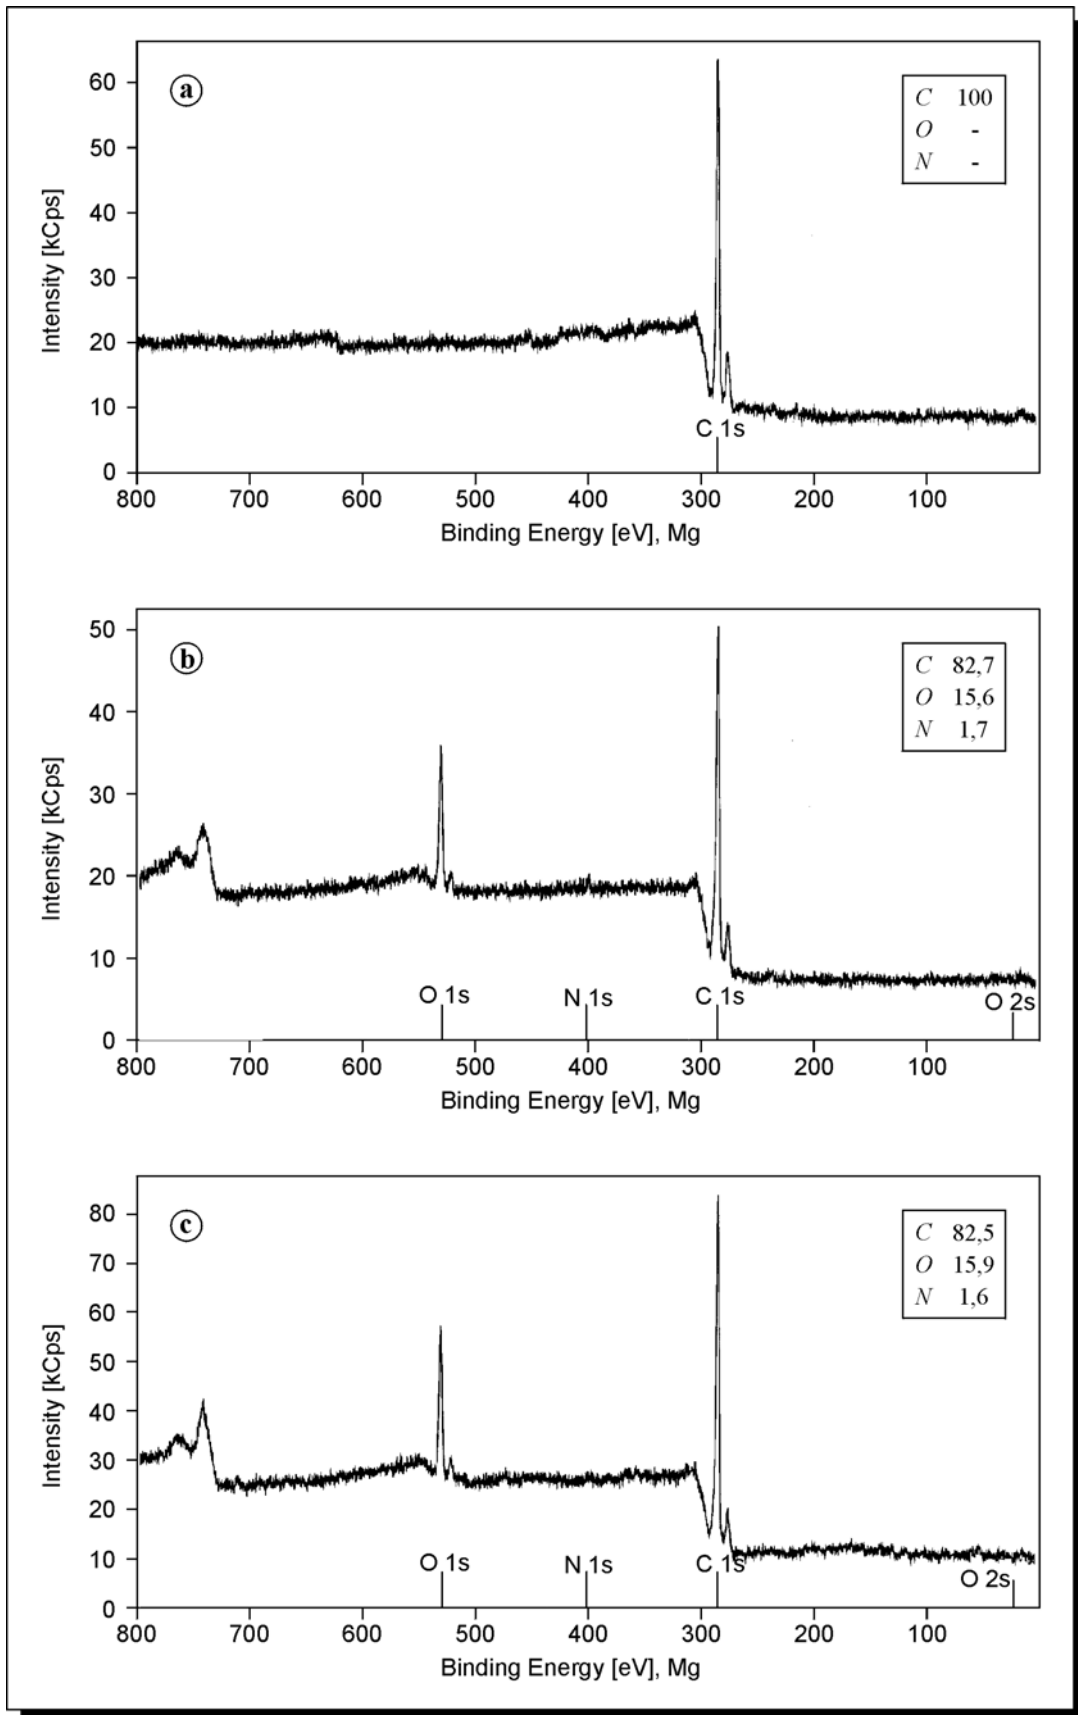 a
C 100
O -
N -
60
50
40
30
20
10
0
Intensity [kCps]
C 1s
800 700 600 500 400 300 200 100
Binding Energy [eV], Mg
b
C 82,7
O 15,6
N 1,7
50
40
30
20
10
0
Intensity [kCps]
O 1s N 1s C 1s O 2s
800 700 600 500 400 300 200 100
Binding Energy [eV], Mg
c
C 82,5
O 15,9
N 1,6
80
70
60
50
40
30
20
10
0
Intensity [kCps]
O 1s N 1s C 1s O 2s
800 700 600 500 400 300 200 100
Binding Energy [eV], Mg